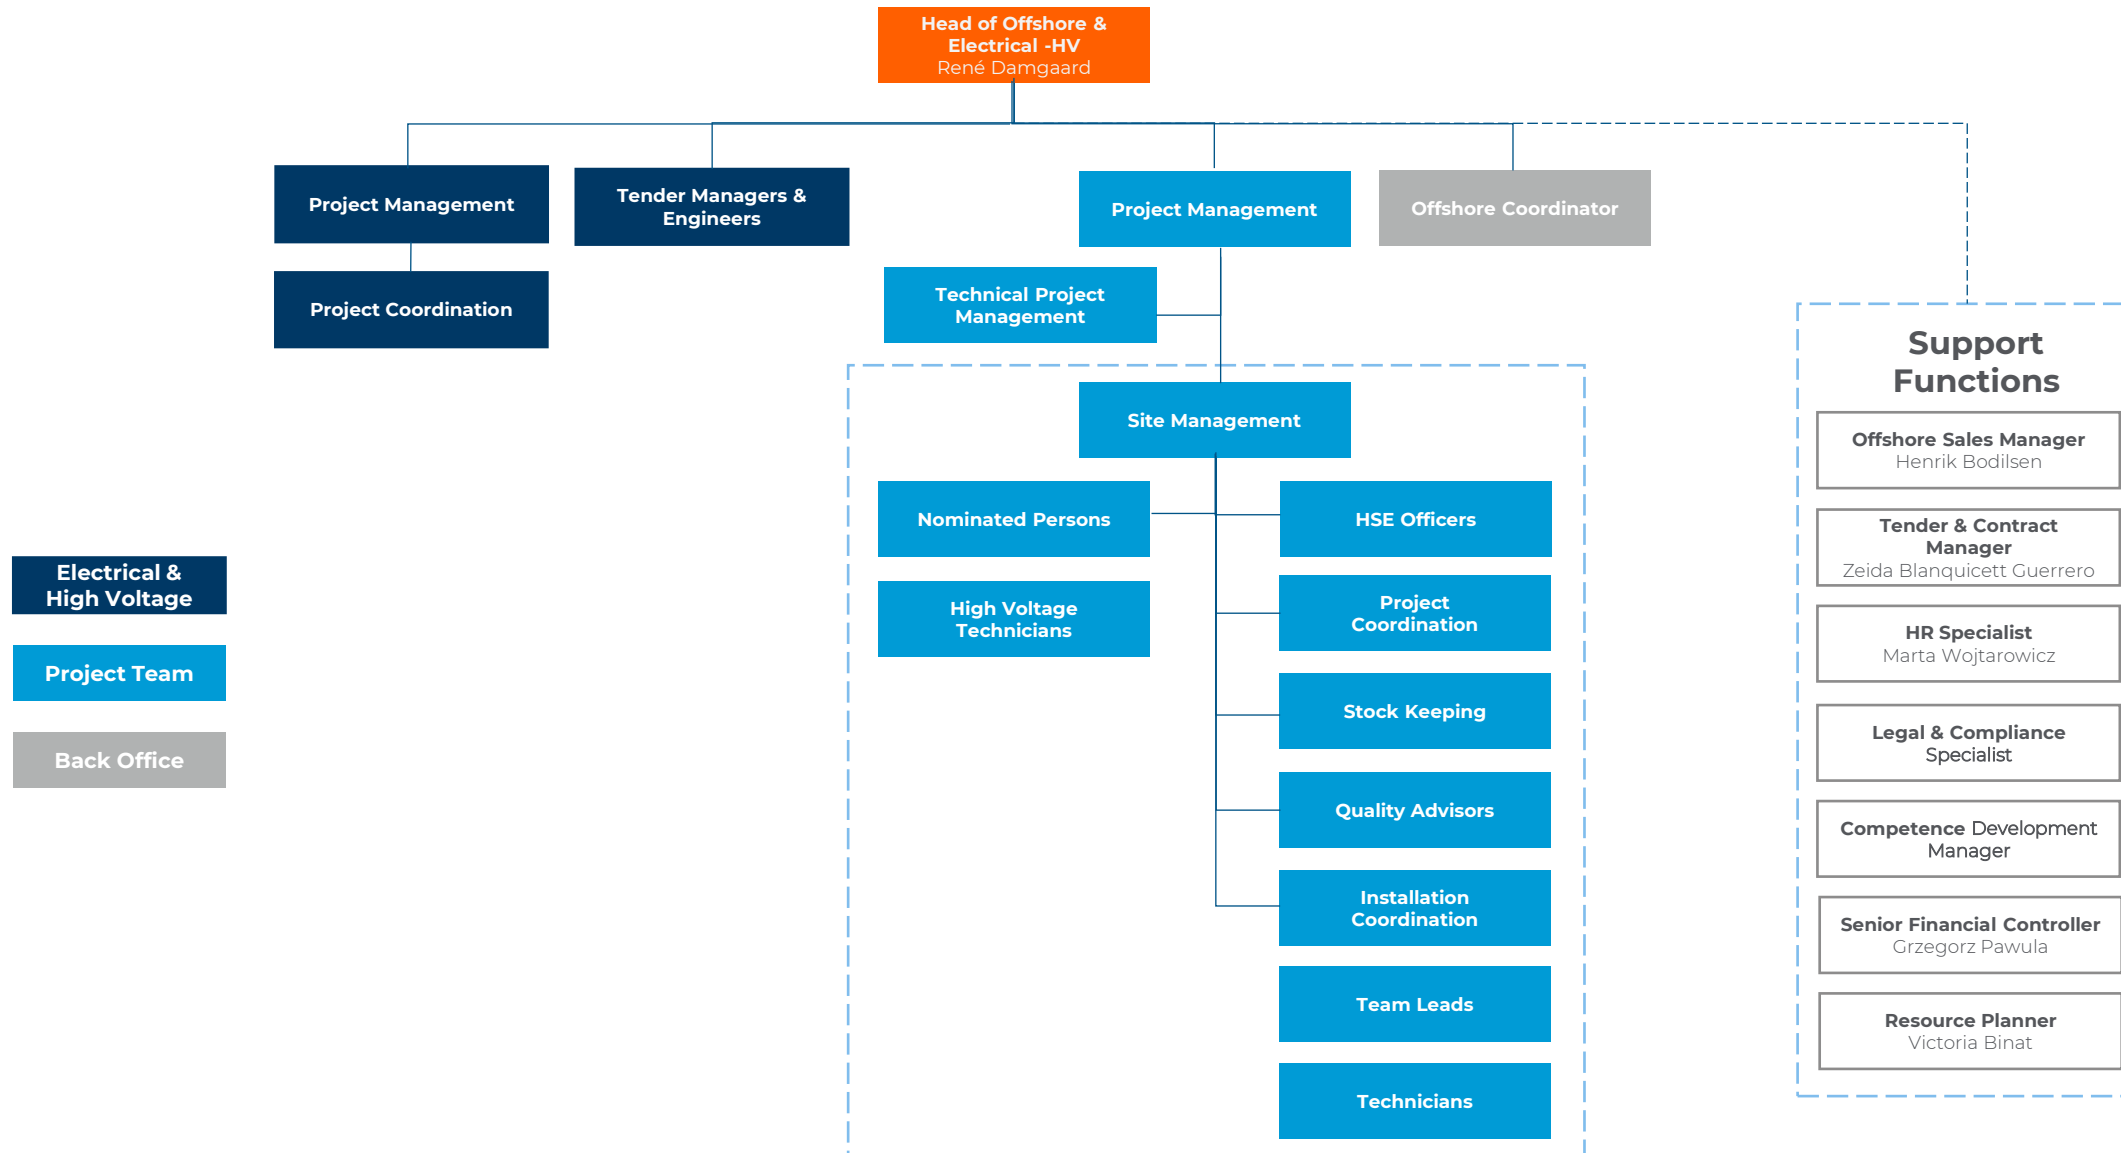 Head of Offshore &
Electrical -HV
René Damgaard
Project Management
Tender Managers &
Engineers
Project Management
Offshore Coordinator
Project Coordination
Technical Project
Management
Site Management
Nominated Persons
High Voltage
Technicians
HSE Officers
Project
Coordination
Stock Keeping
Quality Advisors
Installation
Coordination
Team Leads
Technicians
Electrical &
High Voltage
Project Team
Back Office
Support
Functions
Offshore Sales Manager
Henrik Bodilsen
Tender & Contract
Manager
Zeida Blanquicett Guerrero
HR Specialist
Marta Wojtarowicz
Legal & Compliance
Specialist
Competence Development
Manager
Senior Financial Controller
Grzegorz Pawula
Resource Planner
Victoria Binat